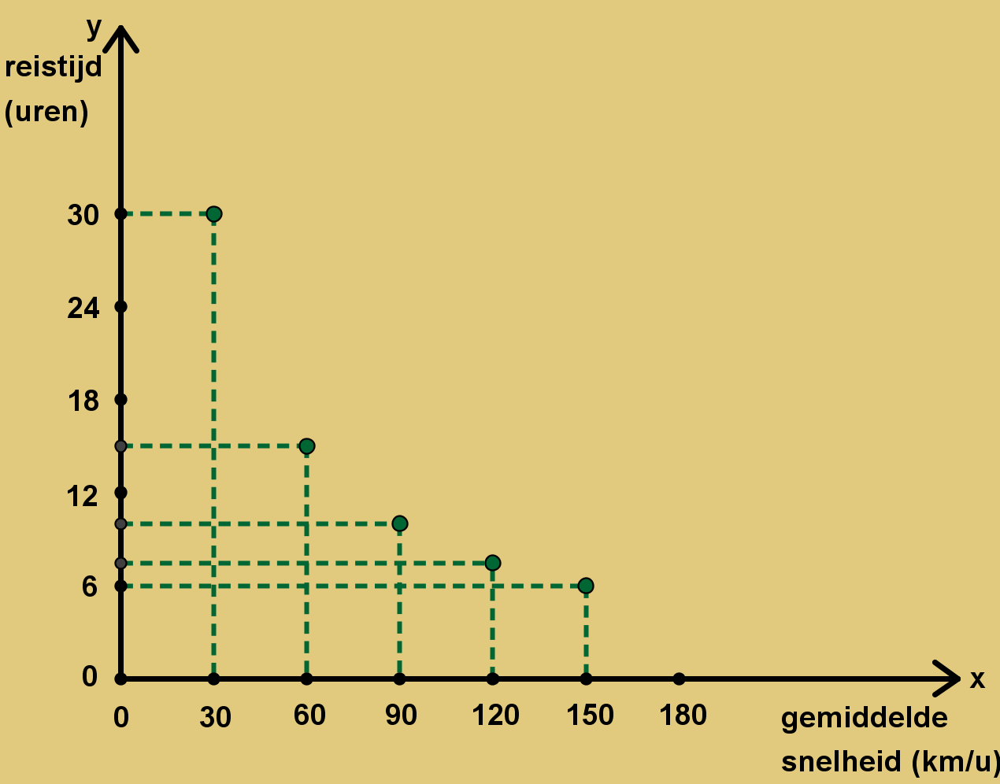 y
reistijd
(uren)
30
24
18
12
6
0
x
0 30 60 90 120 150 180
gemiddelde
snelheid (km/u)